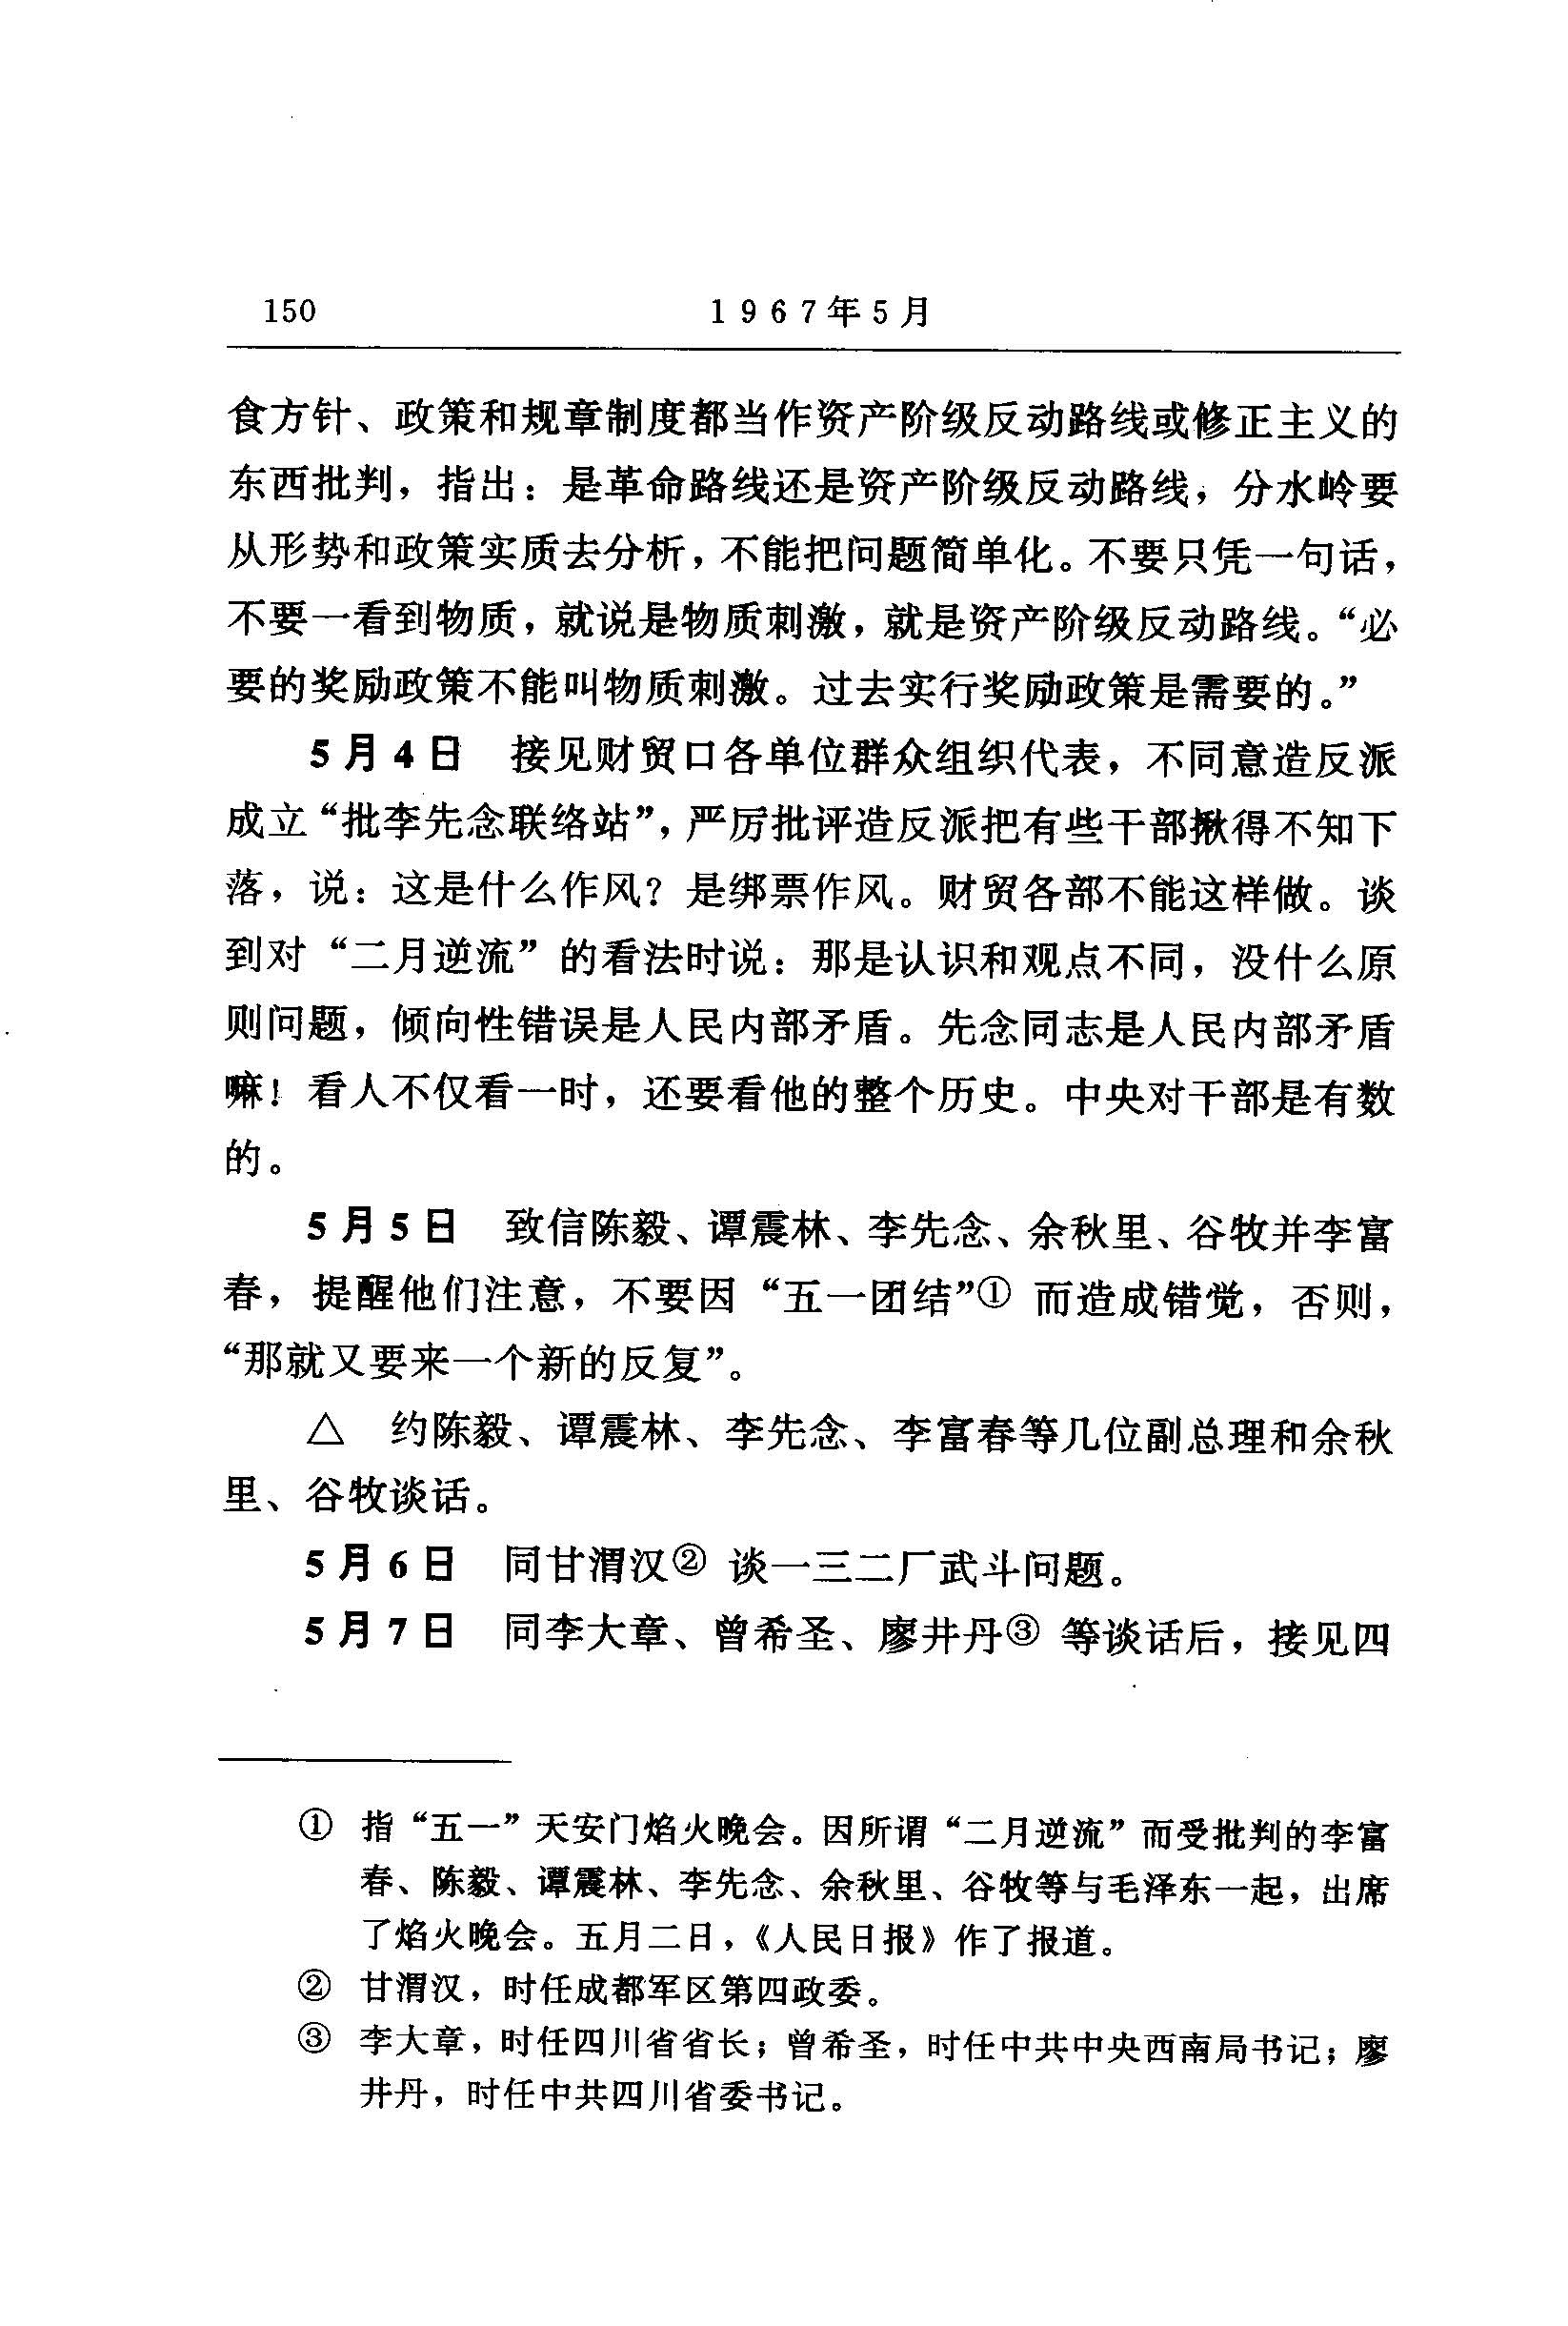 150 1967年5月
食方针、政策和规章制度都当作资产阶级反动路线或修正主义的
东西批判，指出：是革命路线还是资产阶级反动路线，分水岭要
从形势和政策实质去分析，不能把问题简单化。不要只凭一句话，
不要一看到物质，就说是物质刺激，就是资产阶级反动路线。“必
要的奖励政策不能叫物质刺激。过去实行奖励政策是需要的。”
5月4日　接见财贸口各单位群众组织代表，不同意造反派
成立“批李先念联络站”，严厉批评造反派把有些干部揪得不知下
落，说：这是什么作风？是绑票作风。财贸各部不能这样做。谈
到对“二月逆流”的看法时说：那是认识和观点不同，没什么原
则问题，倾向性错误是人民内部矛盾。先念同志是人民内部矛盾
嘛！看人不仅看一时，还要看他的整个历史。中央对干部是有数
的。
5月5日　致信陈毅、谭震林、李先念、余秋里、谷牧并李富
春，提醒他们注意，不要因“五一团结”①而造成错觉，否则，
“那就又要来一个新的反复”。
△　约陈毅、谭震林、李先念、李富春等几位副总理和余秋
里、谷牧谈话。
5月6日　同甘渭汉②谈一三二厂武斗问题。
5月7日　同李大章、曾希圣、廖井丹③等谈话后，接见四
①　指“五一”天安门焰火晚会。因所谓“二月逆流”而受批判的李富
春、陈毅、谭震林、李先念、余秋里、谷牧等与毛泽东一起，出席
了焰火晚会。五月二日，《人民日报》作了报道。
②　甘渭汉，时任成都军区第四政委。
③　李大章，时任四川省省长；曾希圣，时任中共中央西南局书记；廖
井丹，时任中共四川省委书记。